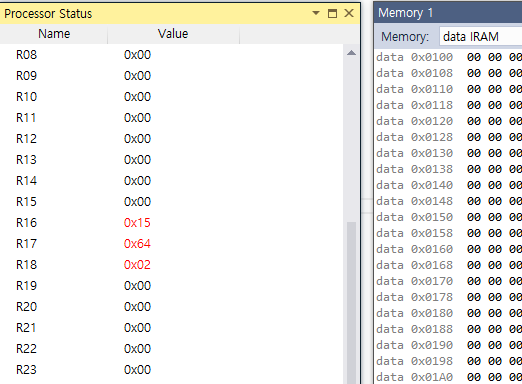 Processor Status
Name Value
R08 0x00
R09 0x00
R10 0x00
R11 0x00
R12 0x00
R13 0x00
R14 0x00
R15 0x00
R16 0x15
R17 0x64
R18 0x02
R19 0x00
R20 0x00
R21 0x00
R22 0x00
R23 0x00
Memory 1
Memory: data IRAM
data 0x0100 00 00 00
data 0x0108 00 00 00
data 0x0110 00 00 00
data 0x0118 00 00 00
data 0x0120 00 00 00
data 0x0128 00 00 00
data 0x0130 00 00 00
data 0x0138 00 00 00
data 0x0140 00 00 00
data 0x0148 00 00 00
data 0x0150 00 00 00
data 0x0158 00 00 00
data 0x0160 00 00 00
data 0x0168 00 00 00
data 0x0170 00 00 00
data 0x0178 00 00 00
data 0x0180 00 00 00
data 0x0188 00 00 00
data 0x0190 00 00 00
data 0x0198 00 00 00
data 0x01A0 00 00 00